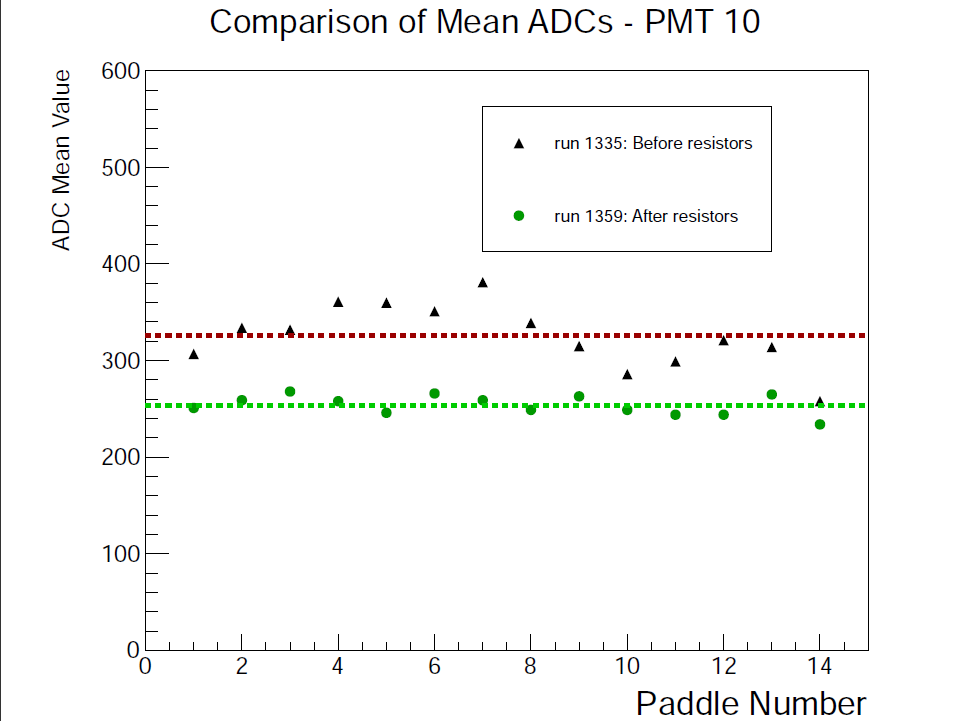 Comparison of Mean ADCs - PMT 10
ADC Mean Value
600
500
400
300
200
100
0
run 1335: Before resistors
run 1359: After resistors
0 2 4 6 8 10 12 14
Paddle Number